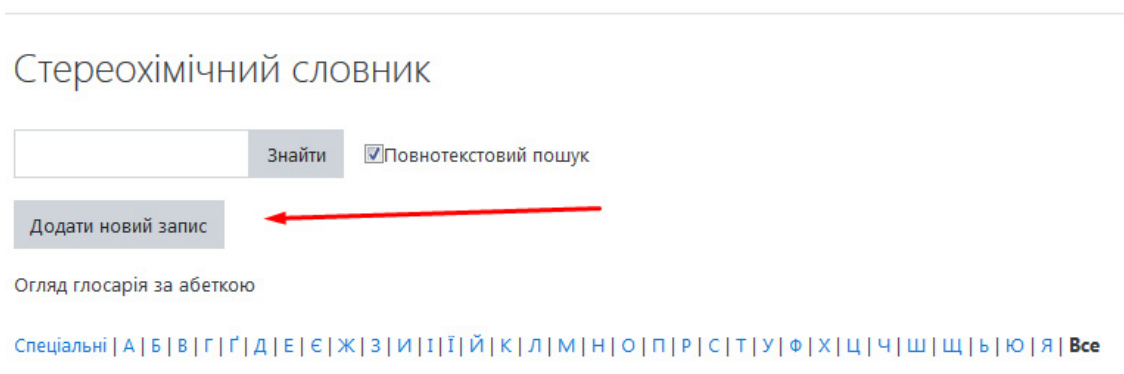 Стереохімічний словник
Знайти Повнотекстовий пошук
Додати новий запис
Огляд глосарія за абеткою
Спеціальні | А | Б | В | Г | Ґ | Д | Е | Є | Ж | З | И | І | Ї | Й | К | Л | М | Н | О | П | Р | С | Т | У | Ф | Х | Ц | Ч | Ш | Щ | Ь | Ю | Я | Все